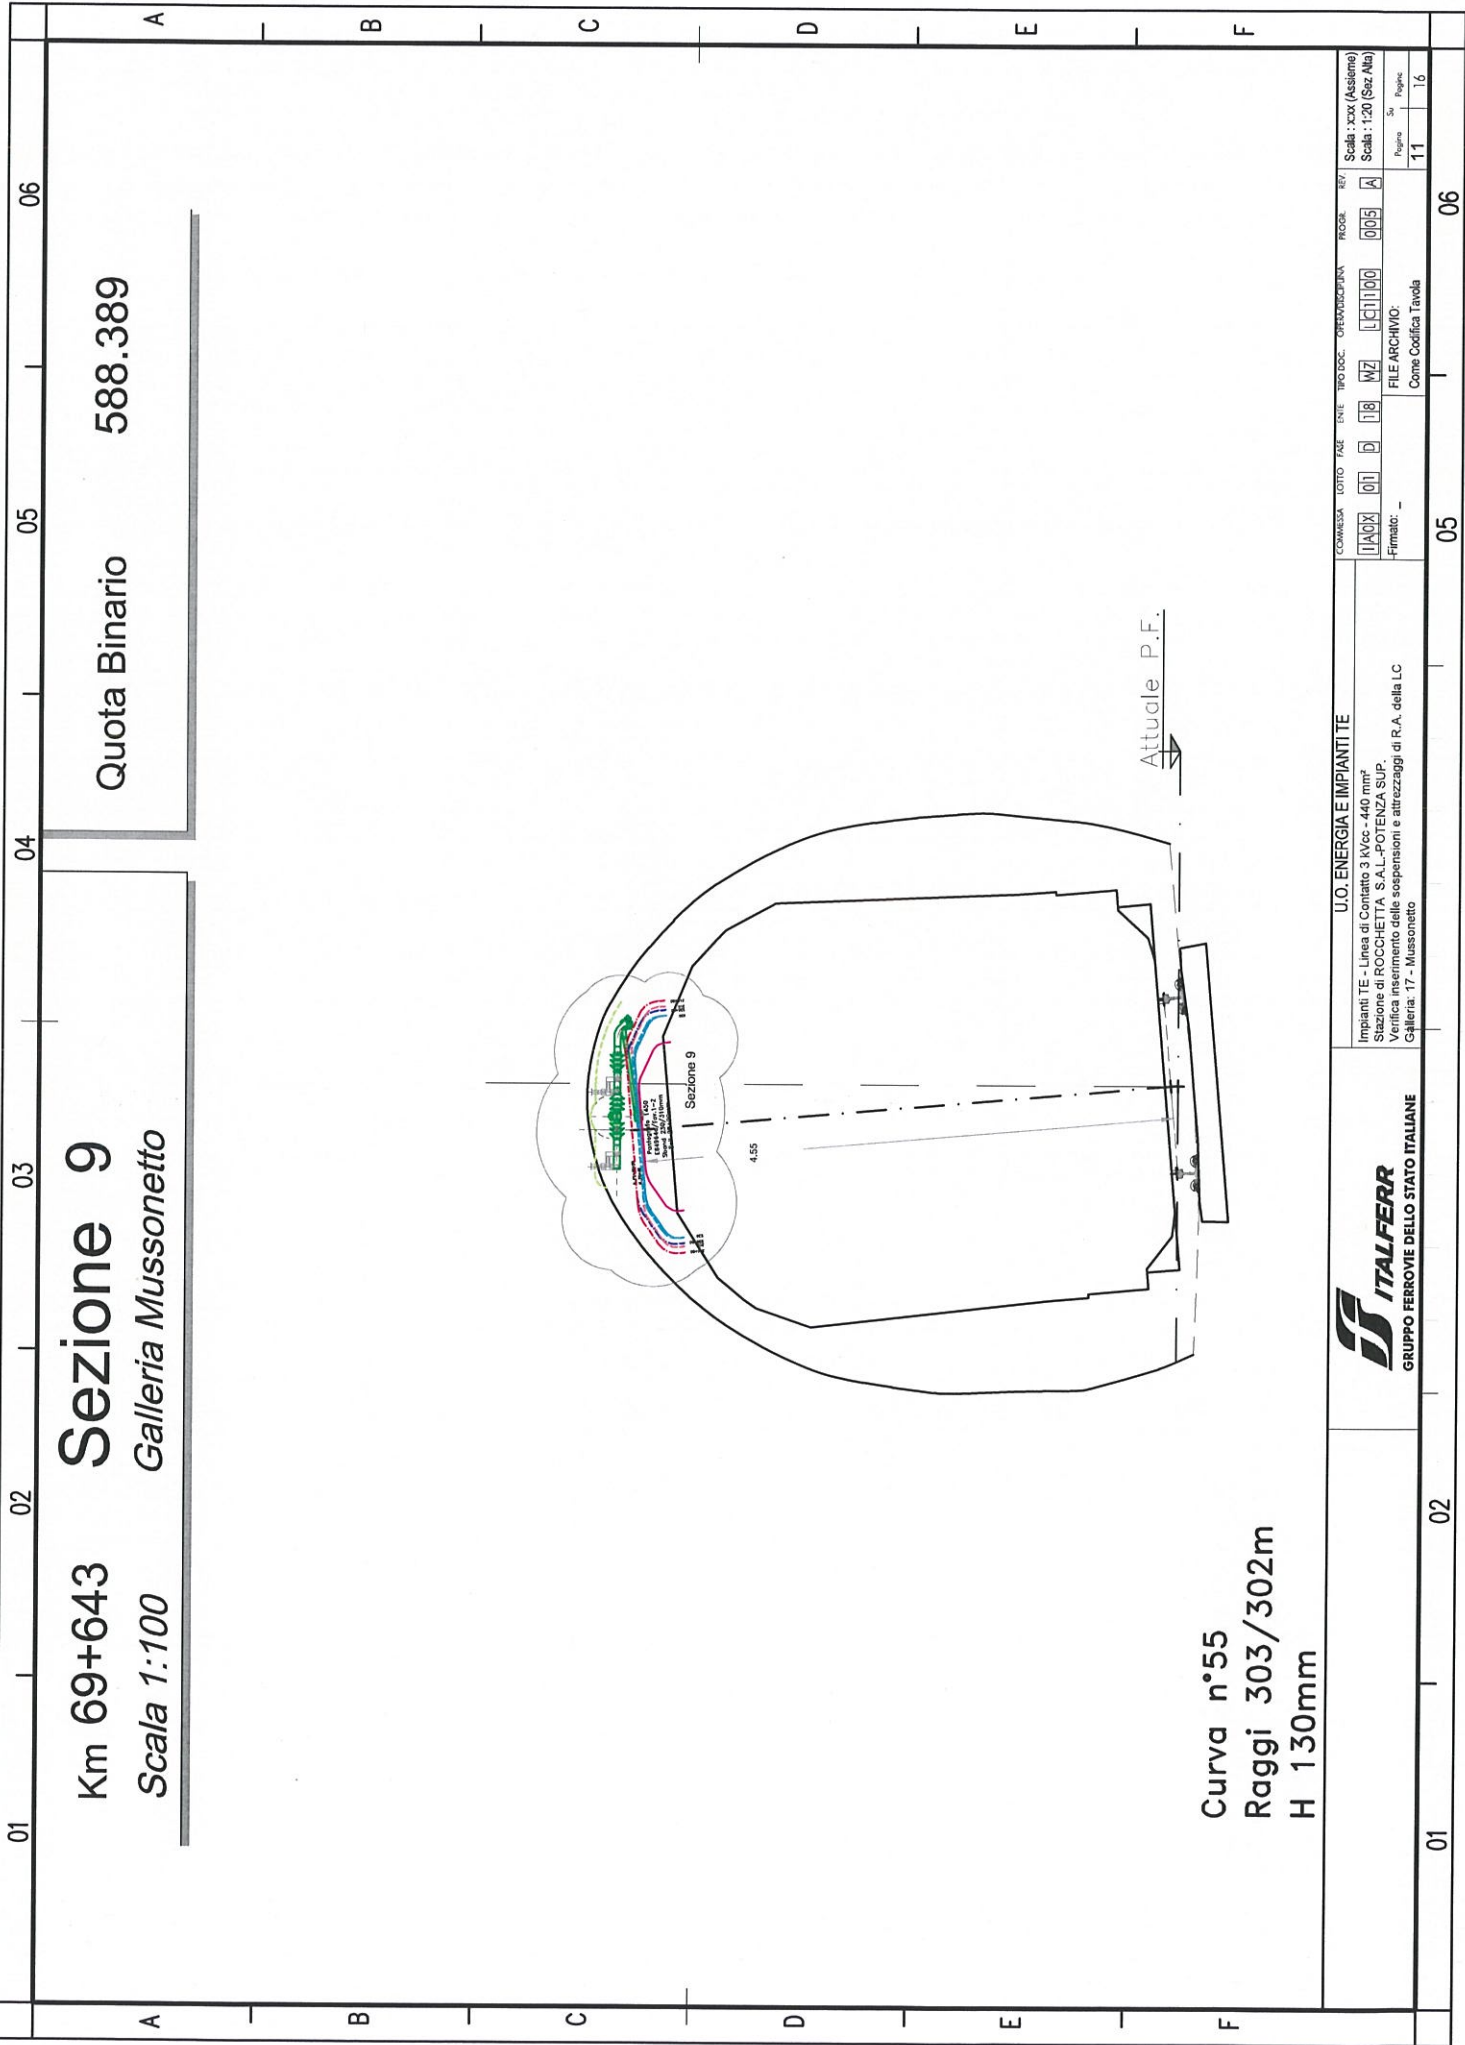 01 02 03 04 05 06
A
B
C
D
E
F
Km 69+643 Sezione 9
Scala 1:100 Galleria Mussonetto
Quota Binario 588.389
Sezione 9
4.55
Attuale P.F.
Curva n°55
Raggi 303/302m
H 130mm
ITALFERR
GRUPPO FERROVIE DELLO STATO ITALIANE
U.O. ENERGIA E IMPIANTI TE
Impianti TE - Linea di Contatto 3 kVcc - 440 mm²
Stazione di ROCCHETTA S.A.L.-POTENZA SUP.
Verifica inserimento delle sospensioni e attrezzaggi di R.A. della LC
Galleria: 17 - Mussonetto
COMMESSA LOTTO FASE ENTE TIPO DOC. OPERA/DISCIPLINA PROGR. REV.
IA0X 01 D 18 WZ LC1100 005 A
Firmato: _
FILE ARCHIVIO:
Come Codifica Tavola
Scala : xxx (Assieme)
Scala : 1:20 (Sez Alta)
Pagina Su Pagine
11 16
A
B
C
D
E
F
01 02 05 06